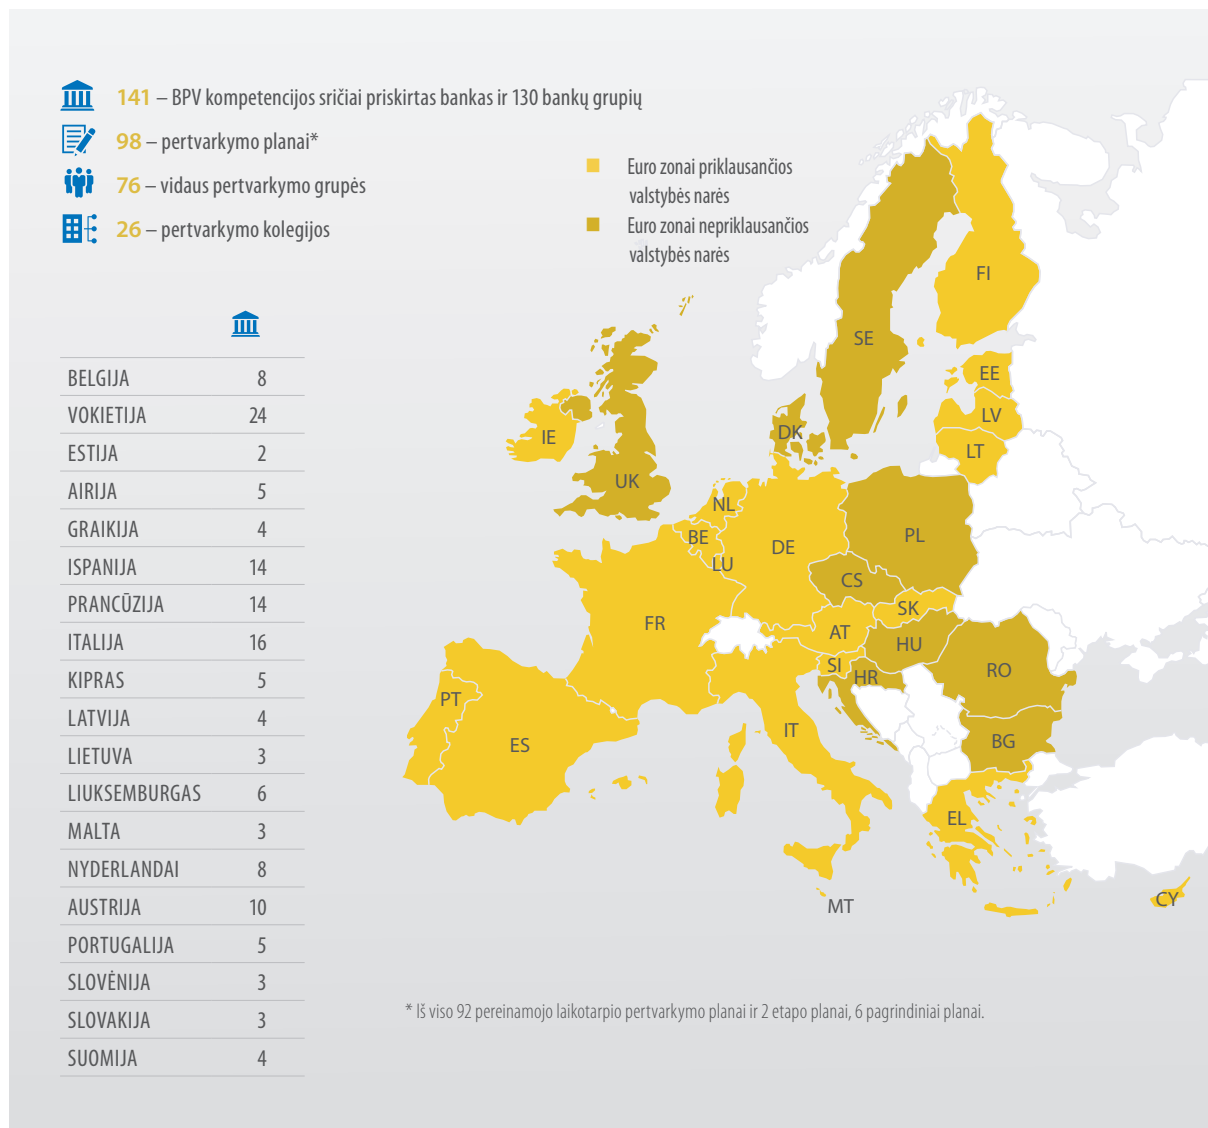 141 – BPV kompetencijos sričiai priskirtas bankas ir 130 bankų grupių
98 – pertvarkymo planai*
76 – vidaus pertvarkymo grupės
26 – pertvarkymo kolegijos
Euro zonai priklausančios
valstybės narės
Euro zonai nepriklausančios
valstybės narės
BELGIJA 8
VOKIETIJA 24
ESTIJA 2
AIRIJA 5
GRAIKIJA 4
ISPANIJA 14
PRANCŪZIJA 14
ITALIJA 16
KIPRAS 5
LATVIJA 4
LIETUVA 3
LIUKSEMBURGAS 6
MALTA 3
NYDERLANDAI 8
AUSTRIJA 10
PORTUGALIJA 5
SLOVĖNIJA 3
SLOVAKIJA 3
SUOMIJA 4
FI
SE
EE
LV
LT
DK
IE
UK
NL
BE
LU
DE
PL
CS
SK
AT
HU
FR
SI
HR
RO
BG
PT
ES
IT
EL
MT
CY
* Iš viso 92 pereinamojo laikotarpio pertvarkymo planai ir 2 etapo planai, 6 pagrindiniai planai.